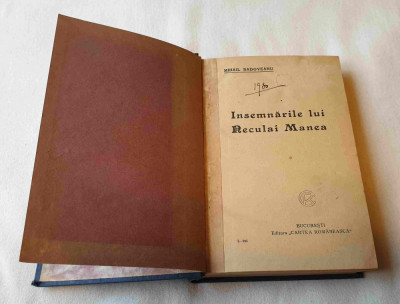 MIHAIL SADOVEANU
Insemnările lui
Neculai Manea
BUCUREȘTI
Editura „CARTEA ROMÂNEASCĂ"